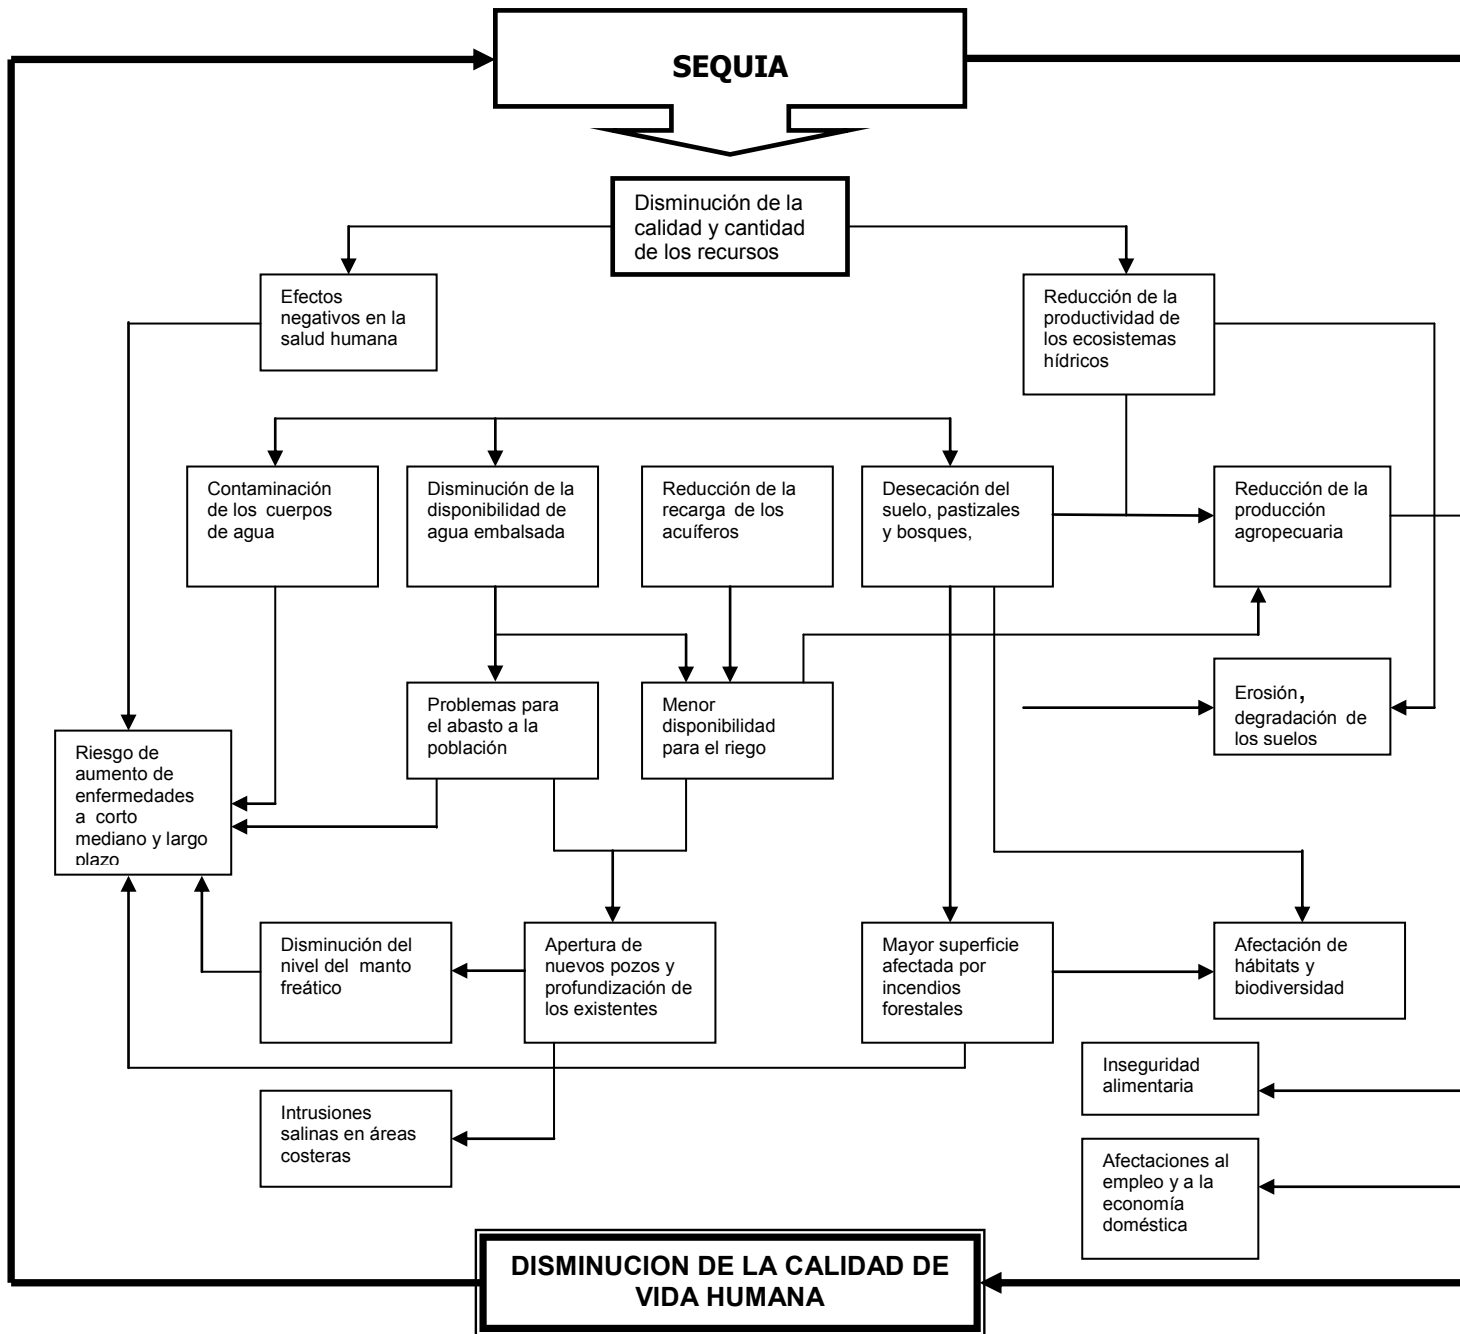 SEQUIA
Disminución de la
calidad y cantidad
de los recursos
Efectos
negativos en la
salud humana
Reducción de la
productividad de
los ecosistemas
hídricos
Contaminación
de los cuerpos
de agua
Disminución de la
disponibilidad de
agua embalsada
Reducción de la
recarga de los
acuíferos
Desecación del
suelo, pastizales
y bosques,
Reducción de la
producción
agropecuaria
Problemas para
el abasto a la
población
Menor
disponibilidad
para el riego
Erosión,
degradación de
los suelos
Riesgo de
aumento de
enfermedades
a corto
mediano y largo
plazo
Disminución del
nivel del manto
freático
Apertura de
nuevos pozos y
profundización de
los existentes
Mayor superficie
afectada por
incendios
forestales
Afectación de
hábitats y
biodiversidad
Inseguridad
alimentaria
Intrusiones
salinas en áreas
costeras
Afectaciones al
empleo y a la
economía
doméstica
DISMINUCION DE LA CALIDAD DE
VIDA HUMANA